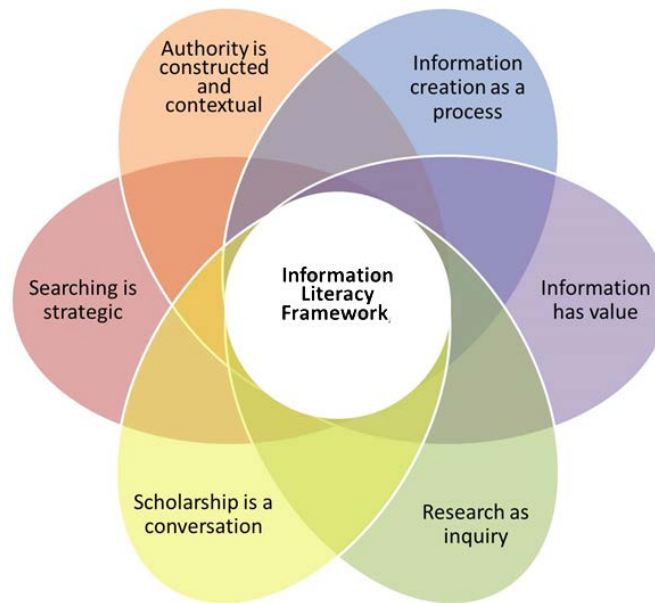 Authority is
constructed
and
contextual
Information
creation as a
process
Searching is
strategic
Information
Literacy
Framework
Information
has value
Scholarship is a
conversation
Research as
inquiry